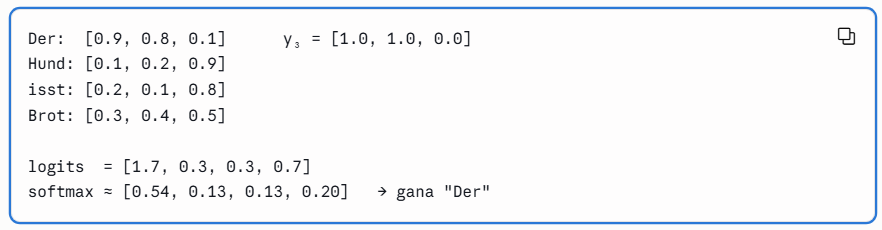 Der:  [0.9, 0.8, 0.1]      y₃ = [1.0, 1.0, 0.0]
Hund: [0.1, 0.2, 0.9]
isst: [0.2, 0.1, 0.8]
Brot: [0.3, 0.4, 0.5]

logits  = [1.7, 0.3, 0.3, 0.7]
softmax ≈ [0.54, 0.13, 0.13, 0.20]   → gana "Der"